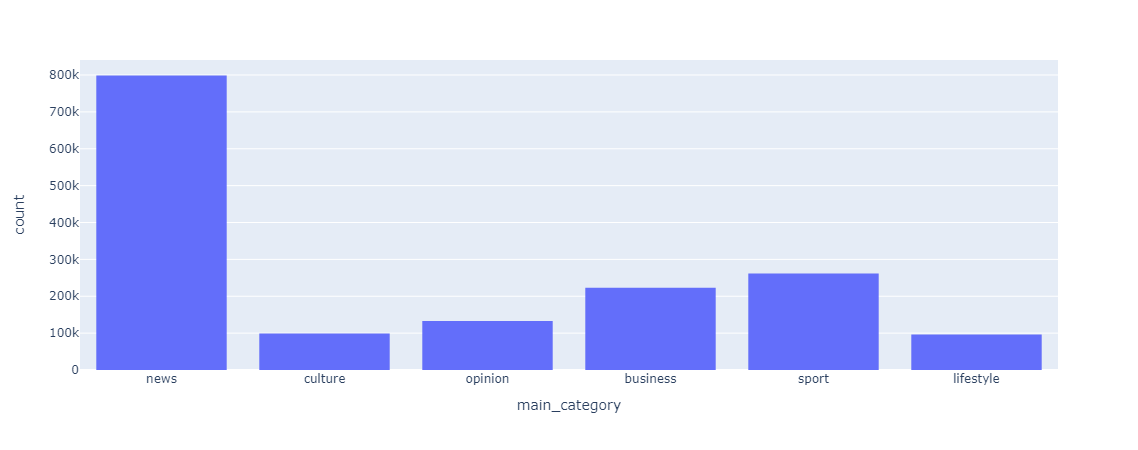 800k
700k
600k
500k
400k
300k
200k
100k
0
count
news culture opinion business sport lifestyle
main_category